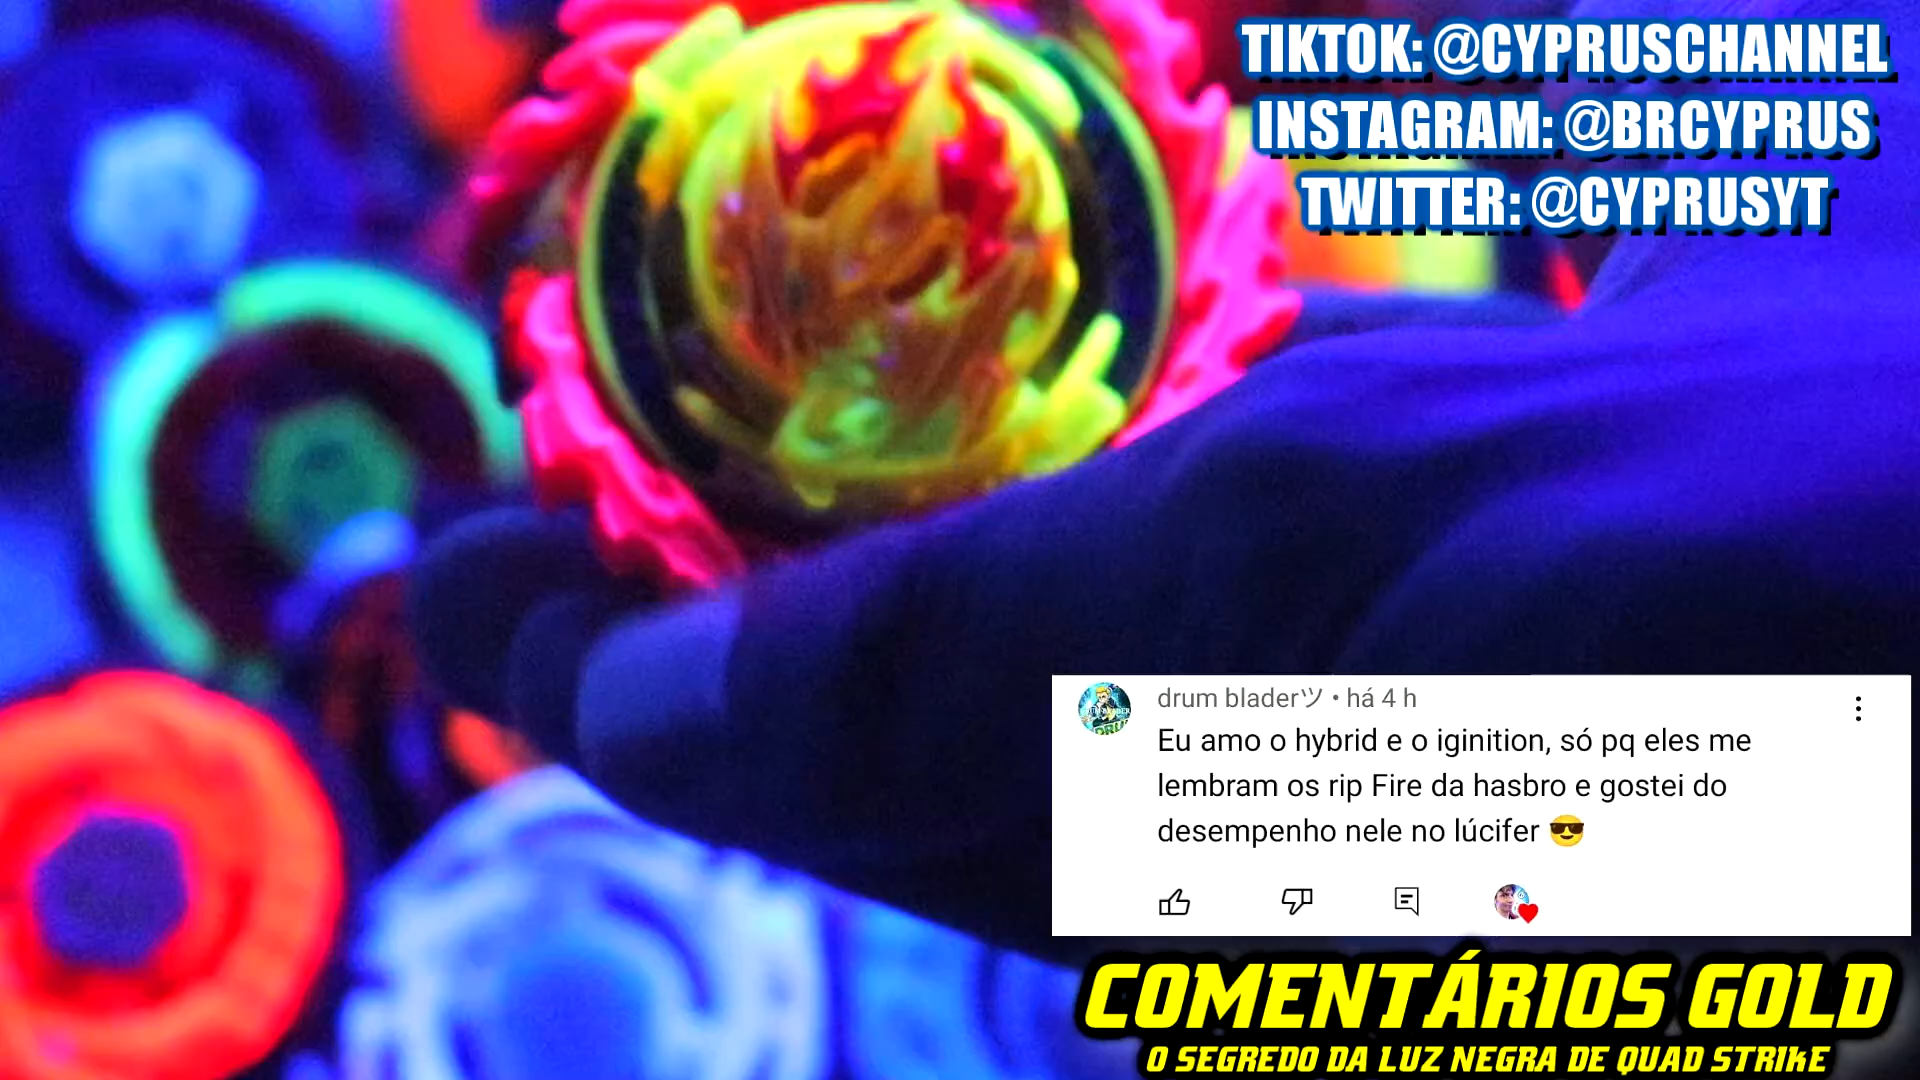 TIKTOK: @CYPRUSCHANNEL
INSTAGRAM: @BRCYPRUS
TWITTER: @CYPRUSYT
drum bladerツ • há 4 h
Eu amo o hybrid e o iginition, só pq eles me
lembram os rip Fire da hasbro e gostei do
desempenho nele no lúcifer 😎
COMENTÁRIOS GOLD
O SEGREDO DA LUZ NEGRA DE QUAD STRIKE